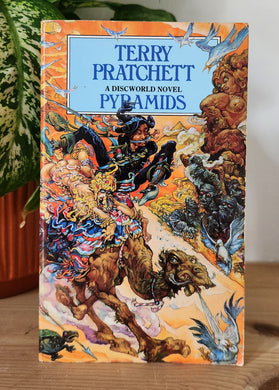 TERRY
PRATCHETT
A DISCWORLD NOVEL
PYRAMIDS